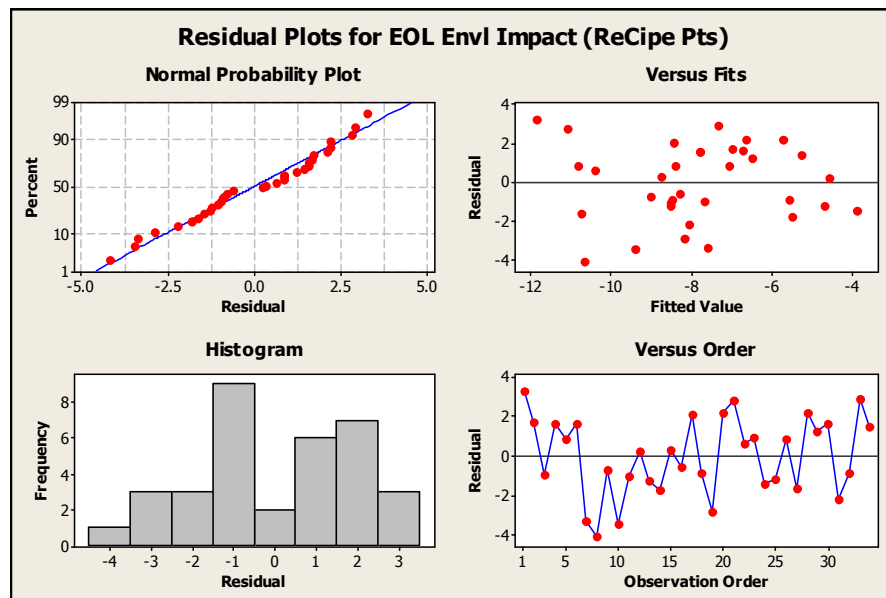 Residual Plots for EOL Envl Impact (ReCipe Pts)
Normal Probability Plot
99
90
50
10
1
Percent
-5.0 -2.5 0.0 2.5 5.0
Residual
Versus Fits
4
2
0
-2
-4
Residual
-12 -10 -8 -6 -4
Fitted Value
Histogram
8
6
4
2
0
Frequency
-4 -3 -2 -1 0 1 2 3
Residual
Versus Order
4
2
0
-2
-4
Residual
1 5 10 15 20 25 30
Observation Order